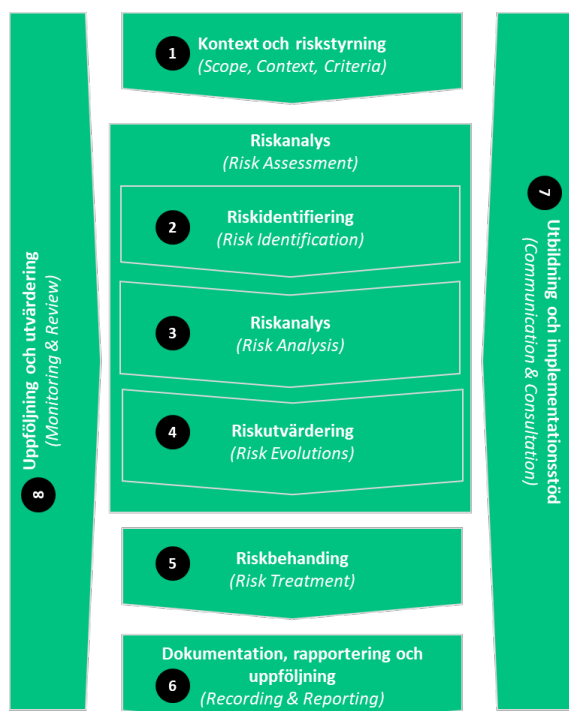 1
Kontext och riskstyrning
(Scope, Context, Criteria)
Riskanalys
(Risk Assessment)
2
Riskidentifiering
(Risk Identification)
3
Riskanalys
(Risk Analysis)
4
Riskutvärdering
(Risk Evolutions)
5
Riskbehanding
(Risk Treatment)
Dokumentation, rapportering och
uppföljning
6
(Recording & Reporting)
7
Utbildning och implementationsstöd
(Communication & Consultation)
8
Uppföljning och utvärdering
(Monitoring & Review)